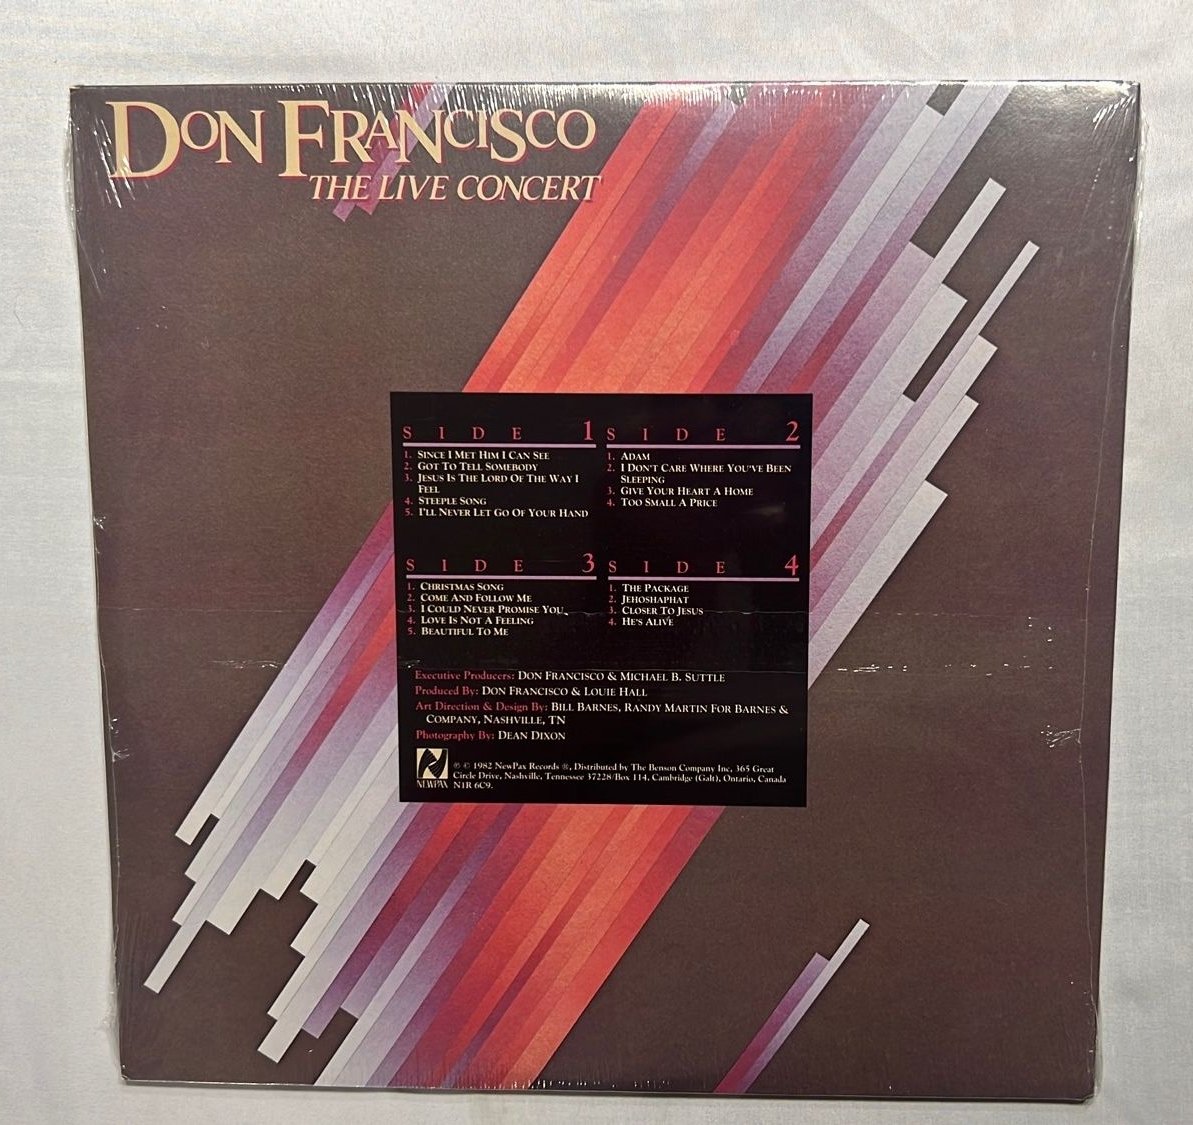 DON FRANCISCO
THE LIVE CONCERT
SIDE 1
1. SINCE I MET HIM I CAN SEE
2. GOT TO TELL SOMEBODY
3. JESUS IS THE LORD OF THE WAY I
FEEL
4. STEEPLE SONG
5. I'LL NEVER LET GO OF YOUR HAND
SIDE 2
1. ADAM
2. I DON'T CARE WHERE YOU'VE BEEN
SLEEPING
3. GIVE YOUR HEART A HOME
4. TOO SMALL A PRICE
SIDE 3
1. CHRISTMAS SONG
2. COME AND FOLLOW ME
3. I COULD NEVER PROMISE YOU
4. LOVE IS NOT A FEELING
5. BEAUTIFUL TO ME
SIDE 4
1. THE PACKAGE
2. JEHOSHAPHAT
3. CLOSER TO JESUS
4. HE'S ALIVE
Executive Producers: DON FRANCISCO & MICHAEL B. SUTTLE
Produced By: DON FRANCISCO & LOUIE HALL
Art Direction & Design By: BILL BARNES, RANDY MARTIN FOR BARNES &
COMPANY, NASHVILLE, TN
Photography By: DEAN DIXON
NEWPAX
℗ © 1982 NewPax Records ®, Distributed by The Benson Company Inc, 365 Great
Circle Drive, Nashville, Tennessee 37228/Box 114, Cambridge (Galt), Ontario, Canada
N1R 6C9.